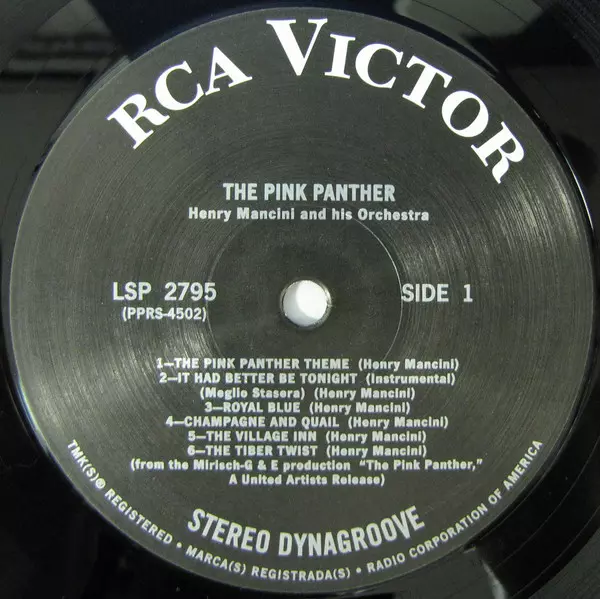 RCA VICTOR
THE PINK PANTHER
Henry Mancini and his Orchestra
LSP 2795
(PPRS-4502)
SIDE 1
1—THE PINK PANTHER THEME (Henry Mancini)
2—IT HAD BETTER BE TONIGHT (Instrumental)
(Meglio Stasera) (Henry Mancini)
3—ROYAL BLUE (Henry Mancini)
4—CHAMPAGNE AND QUAIL (Henry Mancini)
5—THE VILLAGE INN (Henry Mancini)
6—THE TIBER TWIST (Henry Mancini)
(from the Mirisch-G & E production "The Pink Panther,"
A United Artists Release)
STEREO DYNAGROOVE
TMK(S) ® REGISTERED • MARCA(S) REGISTRADA(S) • RADIO CORPORATION OF AMERICA